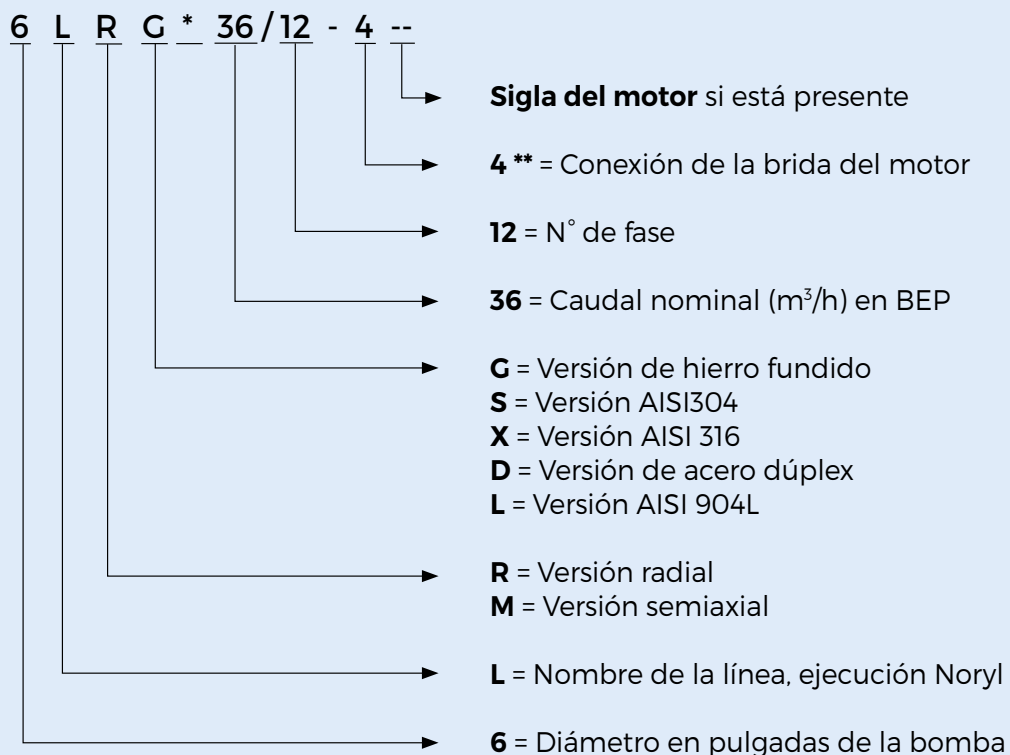 6 L R G * 36 / 12 - 4 --
Sigla del motor si está presente
4 ** = Conexión de la brida del motor
12 = N° de fase
36 = Caudal nominal (m³/h) en BEP
G = Versión de hierro fundido
S = Versión AISI304
X = Versión AISI 316
D = Versión de acero dúplex
L = Versión AISI 904L
R = Versión radial
M = Versión semiaxial
L = Nombre de la línea, ejecución Noryl
6 = Diámetro en pulgadas de la bomba